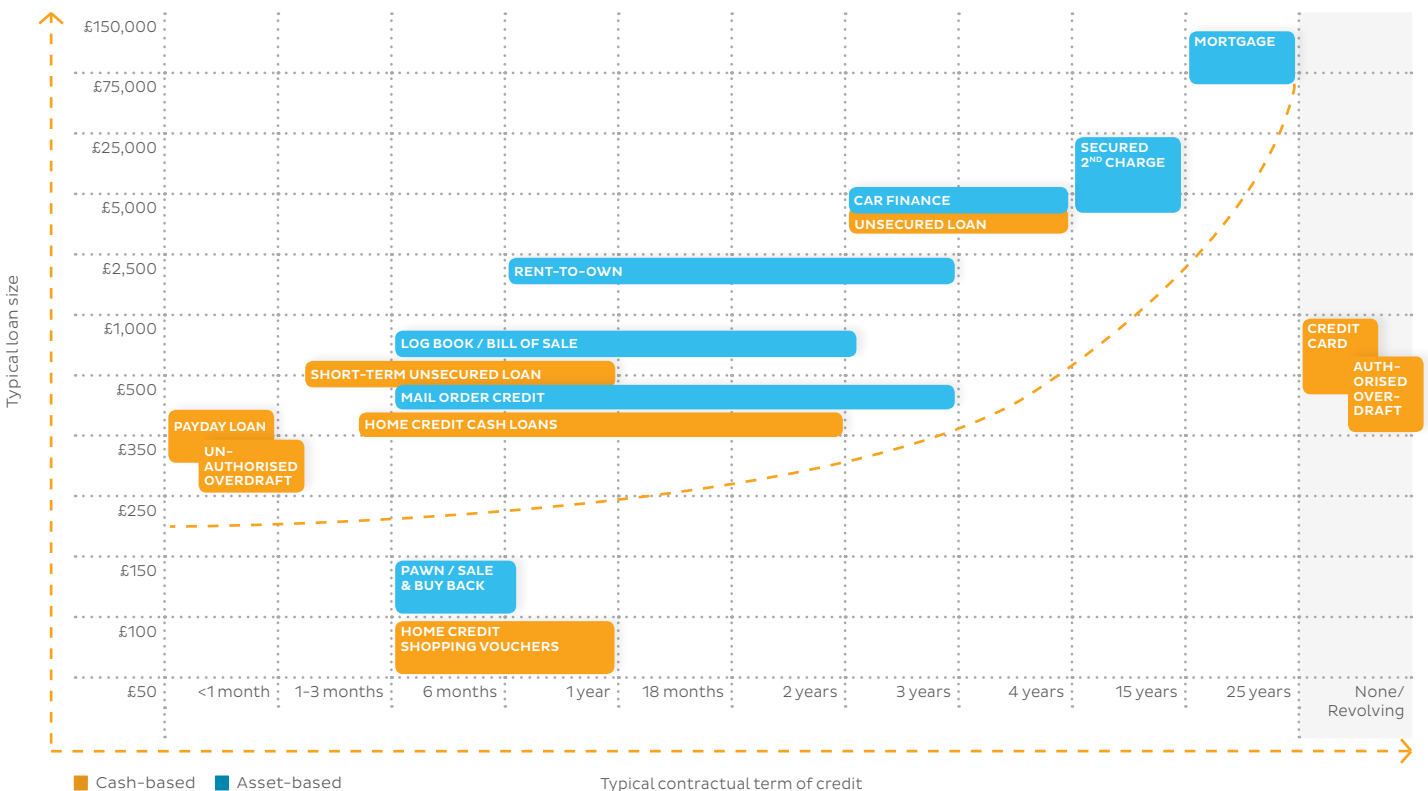 Typical loan size
£150,000
£75,000
£25,000
£5,000
£2,500
£1,000
£500
£350
£250
£150
£100
£50
MORTGAGE
SECURED
2ND CHARGE
CAR FINANCE
UNSECURED LOAN
RENT-TO-OWN
LOG BOOK / BILL OF SALE
SHORT-TERM UNSECURED LOAN
MAIL ORDER CREDIT
HOME CREDIT CASH LOANS
PAYDAY LOAN
UN-
AUTHORISED
OVERDRAFT
CREDIT
CARD
AUTH-
ORISED
OVER-
DRAFT
PAWN / SALE
& BUY BACK
HOME CREDIT
SHOPPING VOUCHERS
<1 month
1-3 months
6 months
1 year
18 months
2 years
3 years
4 years
15 years
25 years
None/
Revolving
Cash-based
Asset-based
Typical contractual term of credit